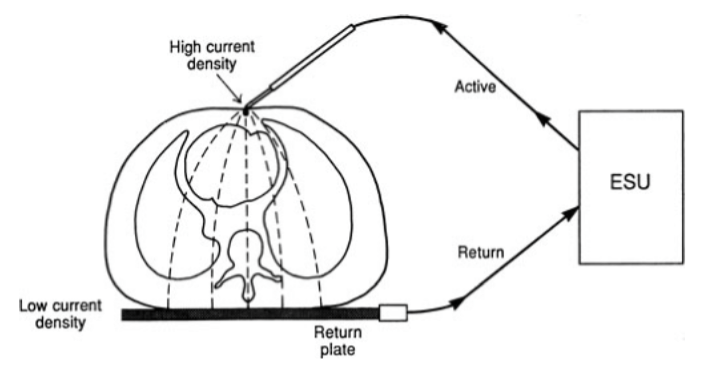 High current
density
Active
ESU
Return
Low current
density
Return
plate